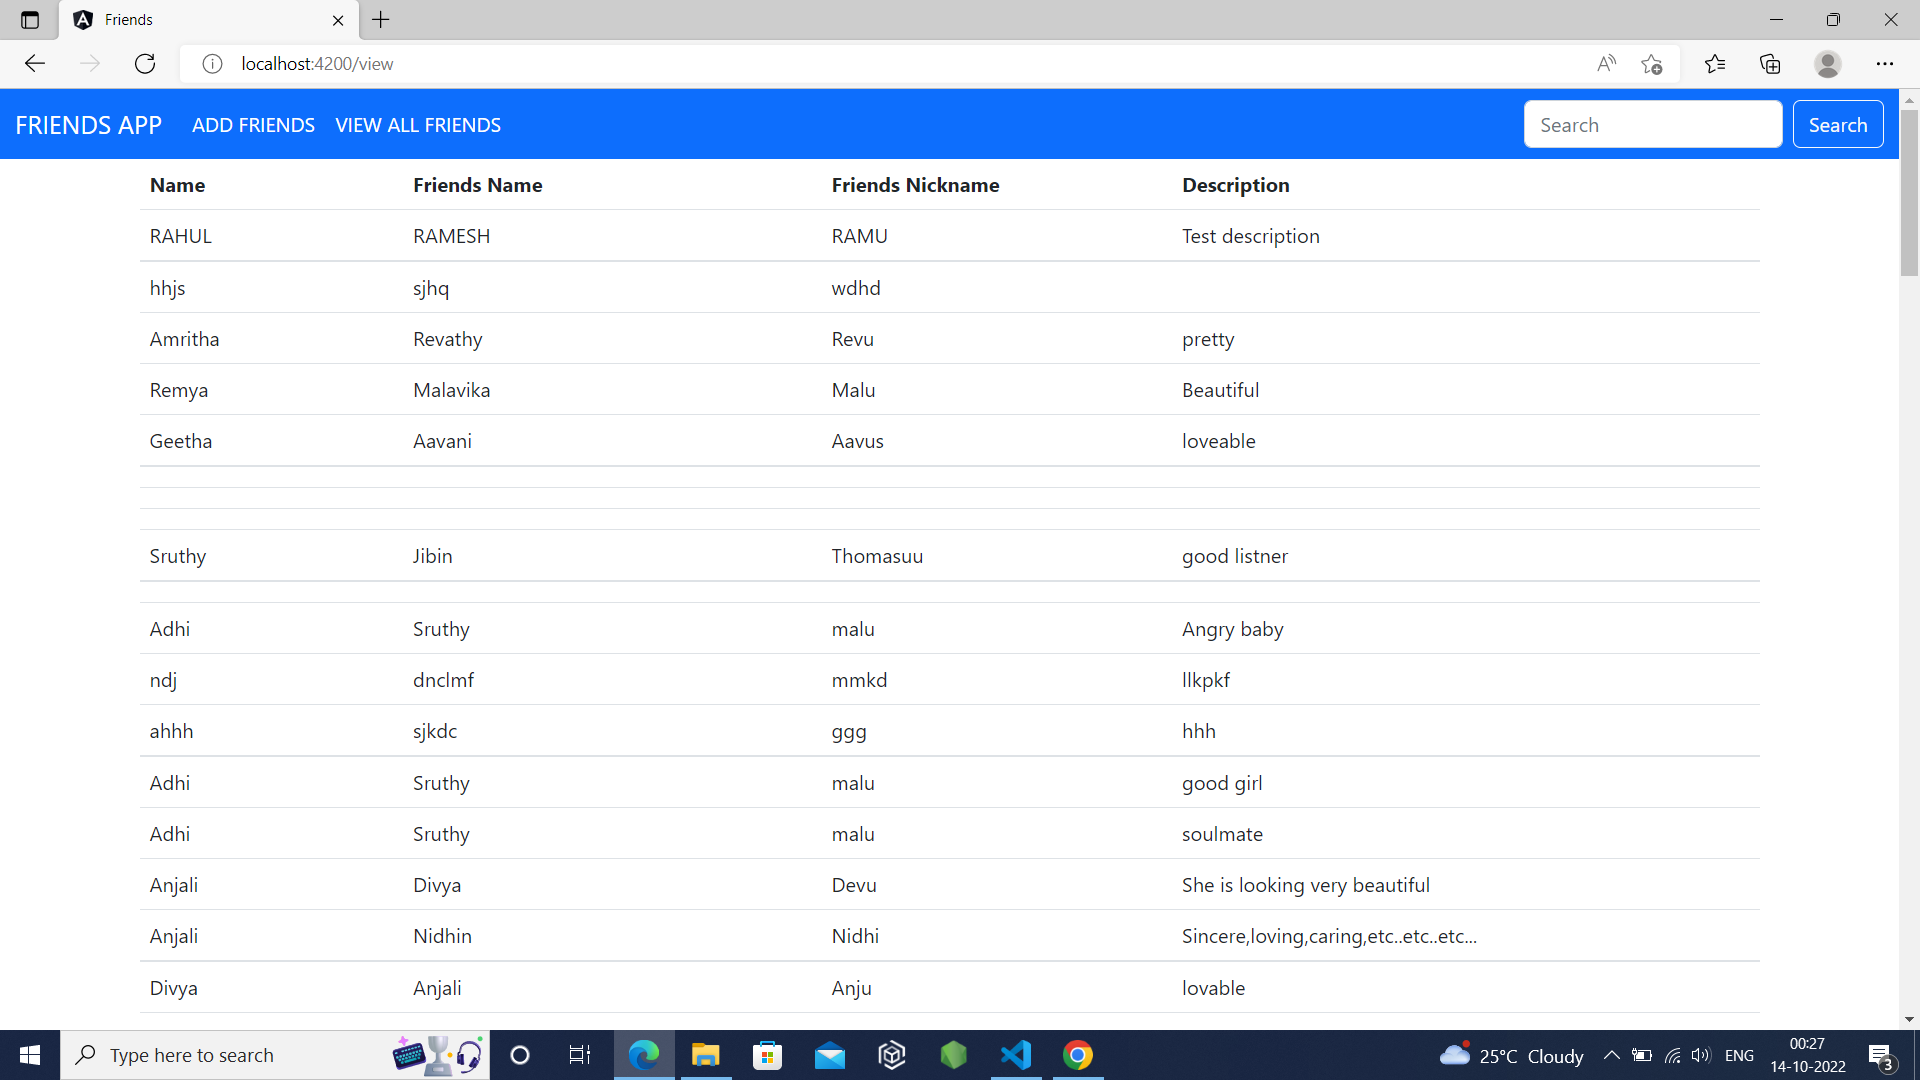 Friends
localhost:4200/view
FRIENDS APP ADD FRIENDS VIEW ALL FRIENDS Search Search
Name Friends Name Friends Nickname Description
RAHUL RAMESH RAMU Test description
hhjs sjhq wdhd
Amritha Revathy Revu pretty
Remya Malavika Malu Beautiful
Geetha Aavani Aavus loveable
Sruthy Jibin Thomasuu good listner
Adhi Sruthy malu Angry baby
ndj dnclmf mmkd llkpkf
ahhh sjkdc ggg hhh
Adhi Sruthy malu good girl
Adhi Sruthy malu soulmate
Anjali Divya Devu She is looking very beautiful
Anjali Nidhin Nidhi Sincere,loving,caring,etc..etc..etc...
Divya Anjali Anju lovable
Type here to search 25°C Cloudy ENG 00:27
14-10-2022 3